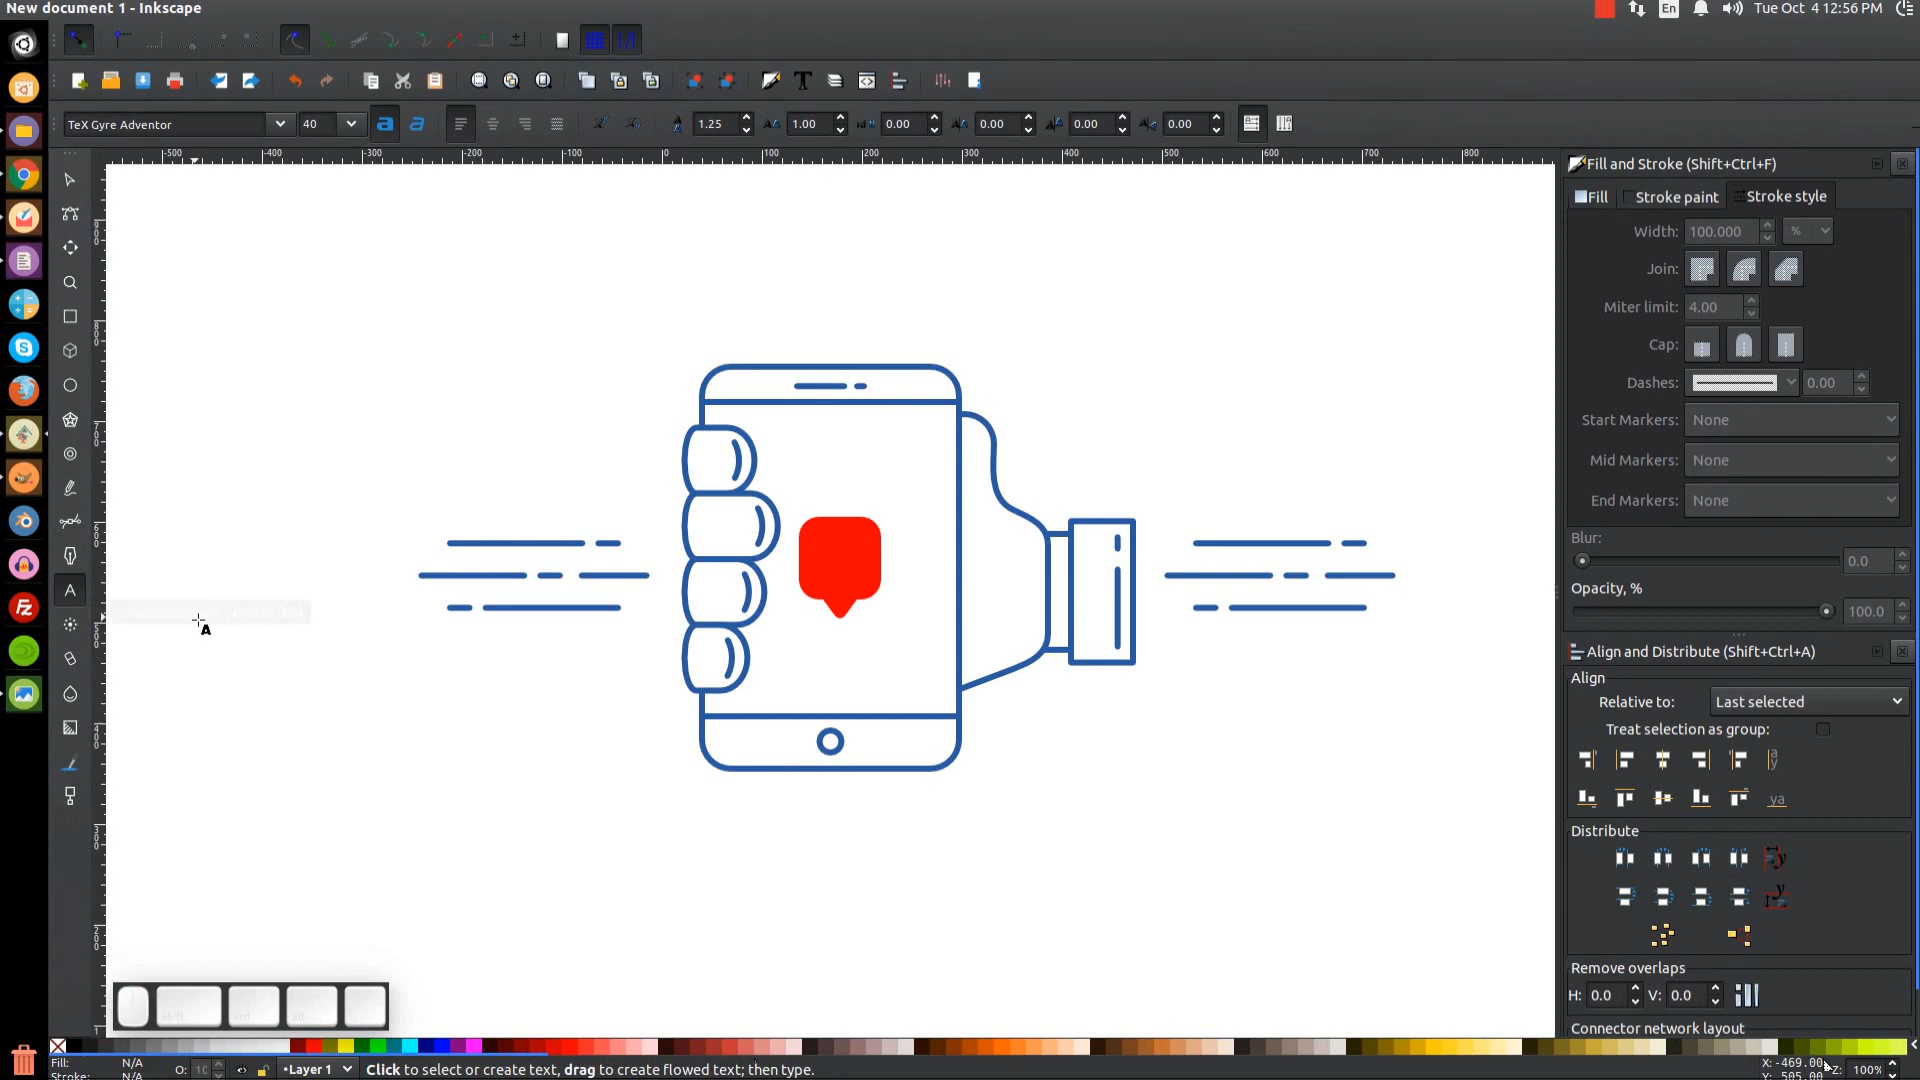 New document 1 - Inkscape
En
Tue Oct 4 12:56 PM
TeX Gyre Adventor
40
a
a
1.25
1.00
0.00
0.00
0.00
0.00
-500
-400
-300
-200
-100
0
100
200
300
400
500
600
700
800
Fill and Stroke (Shift+Ctrl+F)
Fill
Stroke paint
Stroke style
Width:
100.000
%
Join:
Miter limit:
4.00
Cap:
Dashes:
0.00
Start Markers:
None
Mid Markers:
None
End Markers:
None
Blur:
0.0
Opacity, %
100.0
Align and Distribute (Shift+Ctrl+A)
Align
Relative to:
Last selected
Treat selection as group:
Distribute
Remove overlaps
H: 0.0
V: 0.0
Connector network layout
shift
ctrl
alt
Fill:
N/A
Stroke:
N/A
O:
•Layer 1
Click to select or create text, drag to create flowed text; then type.
X: -469.00
Y: 505.00
Z: 100%